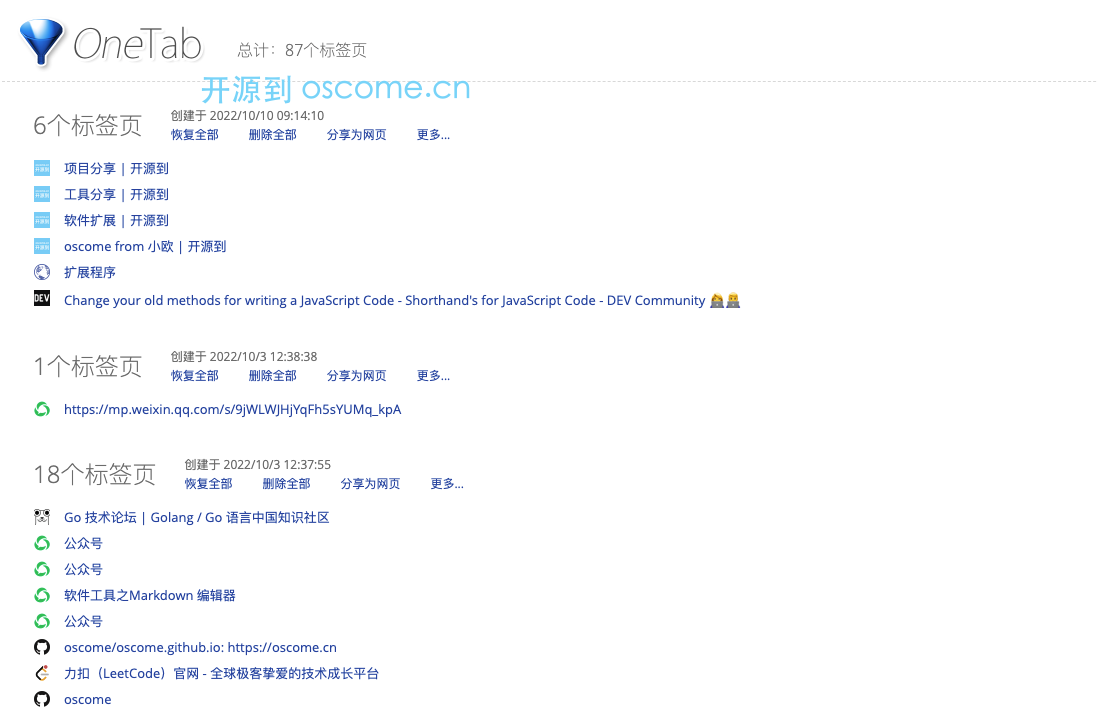 OneTab
总计：87个标签页
开源到 oscome.cn
6个标签页
创建于 2022/10/10 09:14:10
恢复全部 删除全部 分享为网页 更多...
项目分享 | 开源到
工具分享 | 开源到
软件扩展 | 开源到
oscome from 小欧 | 开源到
扩展程序
DEV
Change your old methods for writing a JavaScript Code - Shorthand's for JavaScript Code - DEV Community 👩‍💻👨‍💻
1个标签页
创建于 2022/10/3 12:38:38
恢复全部 删除全部 分享为网页 更多...
https://mp.weixin.qq.com/s/9jWLWJHjYqFh5sYUMq_kpA
18个标签页
创建于 2022/10/3 12:37:55
恢复全部 删除全部 分享为网页 更多...
Go 技术论坛 | Golang / Go 语言中国知识社区
公众号
公众号
软件工具之Markdown 编辑器
公众号
oscome/oscome.github.io: https://oscome.cn
力扣（LeetCode）官网 - 全球极客挚爱的技术成长平台
oscome